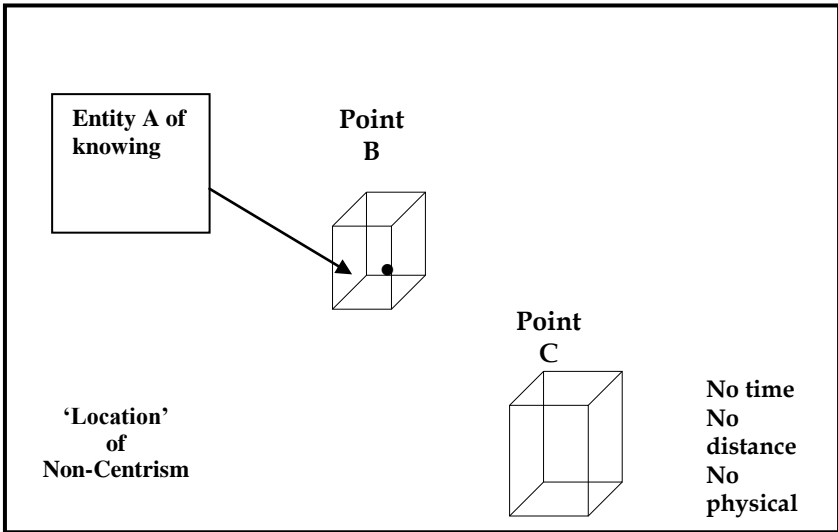 Entity A of
knowing
Point
B
Point
C
‘Location’
of
Non-Centrism
No time
No
distance
No
physical